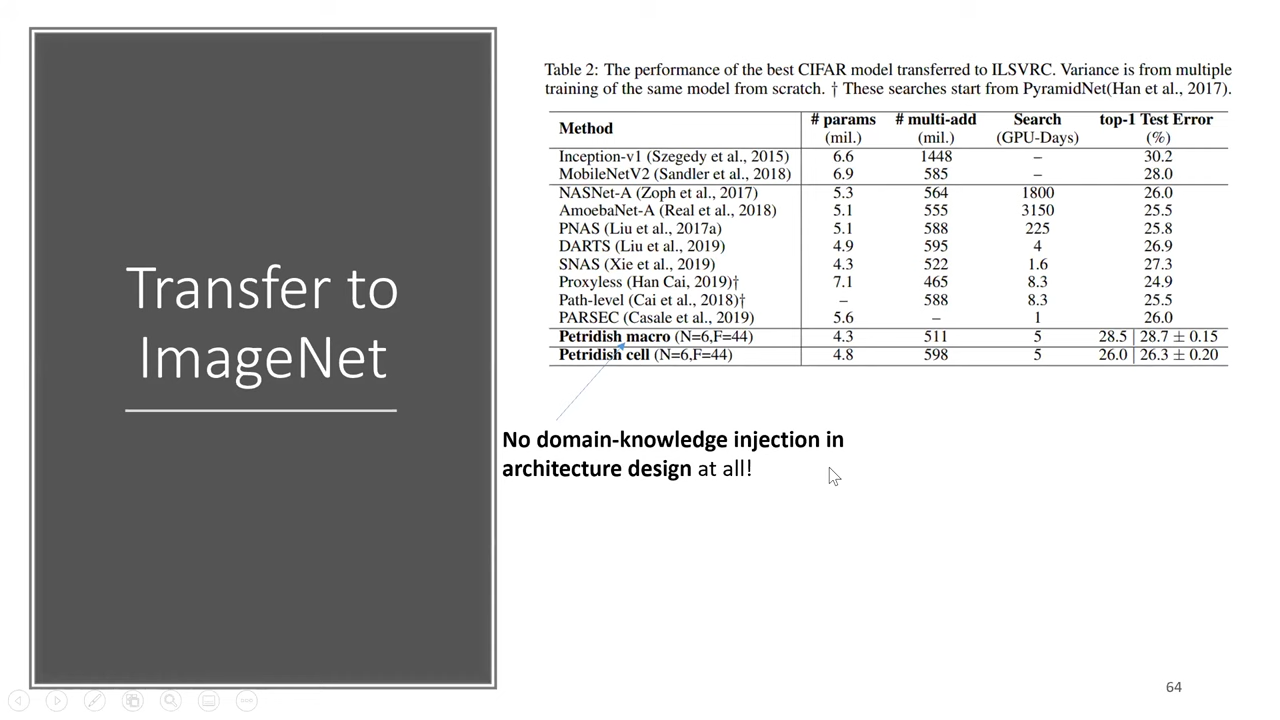 Transfer to
ImageNet
Table 2: The performance of the best CIFAR model transferred to ILSVRC. Variance is from multiple
training of the same model from scratch. † These searches start from PyramidNet(Han et al., 2017).
Method # params # multi-add Search top-1 Test Error
(mil.) (mil.) (GPU-Days) (%)
Inception-v1 (Szegedy et al., 2015) 6.6 1448 – 30.2
MobileNetV2 (Sandler et al., 2018) 6.9 585 – 28.0
NASNet-A (Zoph et al., 2017) 5.3 564 1800 26.0
AmoebaNet-A (Real et al., 2018) 5.1 555 3150 25.5
PNAS (Liu et al., 2017a) 5.1 588 225 25.8
DARTS (Liu et al., 2019) 4.9 595 4 26.9
SNAS (Xie et al., 2019) 4.3 522 1.6 27.3
Proxyless (Han Cai, 2019)† 7.1 465 8.3 24.9
Path-level (Cai et al., 2018)† – 588 8.3 25.5
PARSEC (Casale et al., 2019) 5.6 – 1 26.0
Petridish macro (N=6,F=44) 4.3 511 5 28.5 | 28.7 ± 0.15
Petridish cell (N=6,F=44) 4.8 598 5 26.0 | 26.3 ± 0.20
No domain-knowledge injection in
architecture design at all!
64